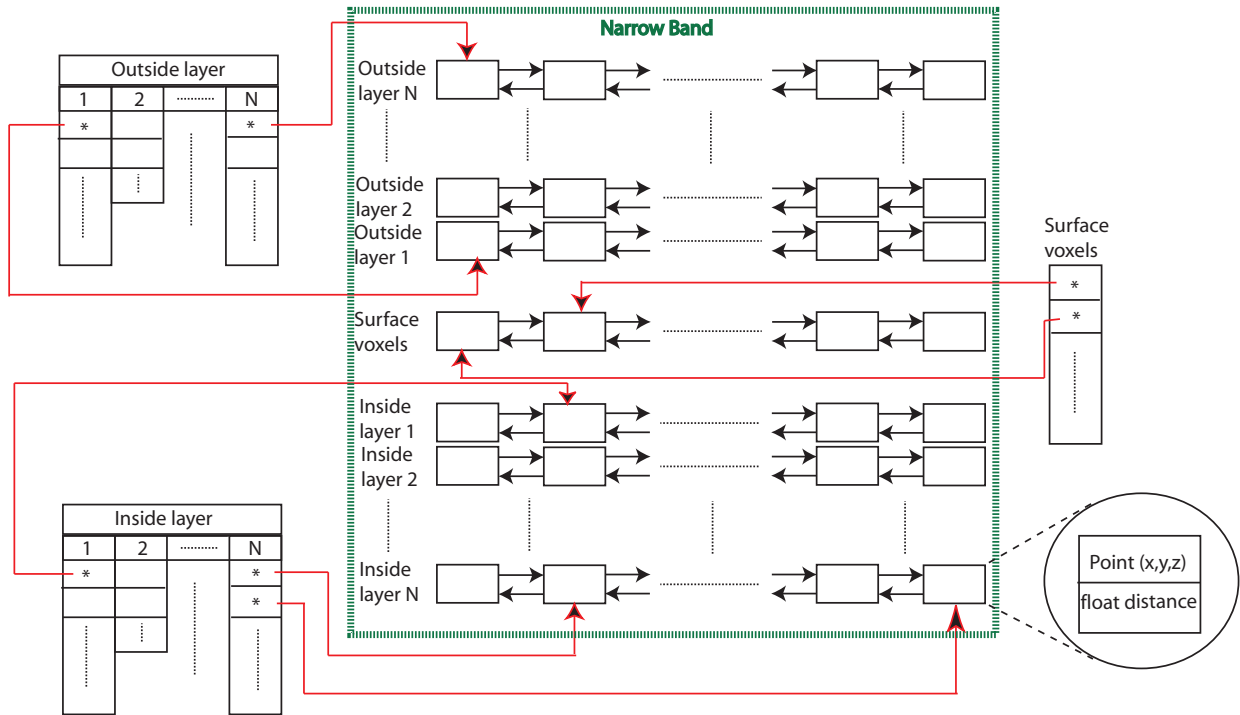 Narrow Band
Outside layer
1 2 N
*
*
Outside
layer N
Outside
layer 2
Outside
layer 1
Surface
voxels
*
*
Surface
voxels
Inside
layer 1
Inside
layer 2
Inside layer
1 2 N
* *
*
Inside
layer N
Point (x,y,z)
float distance